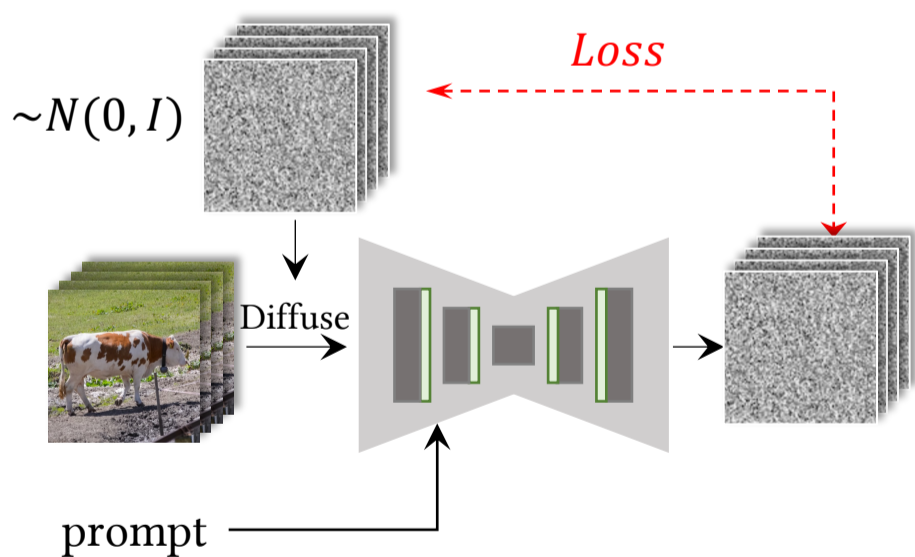 Loss
~N(0, I)
Diffuse
prompt